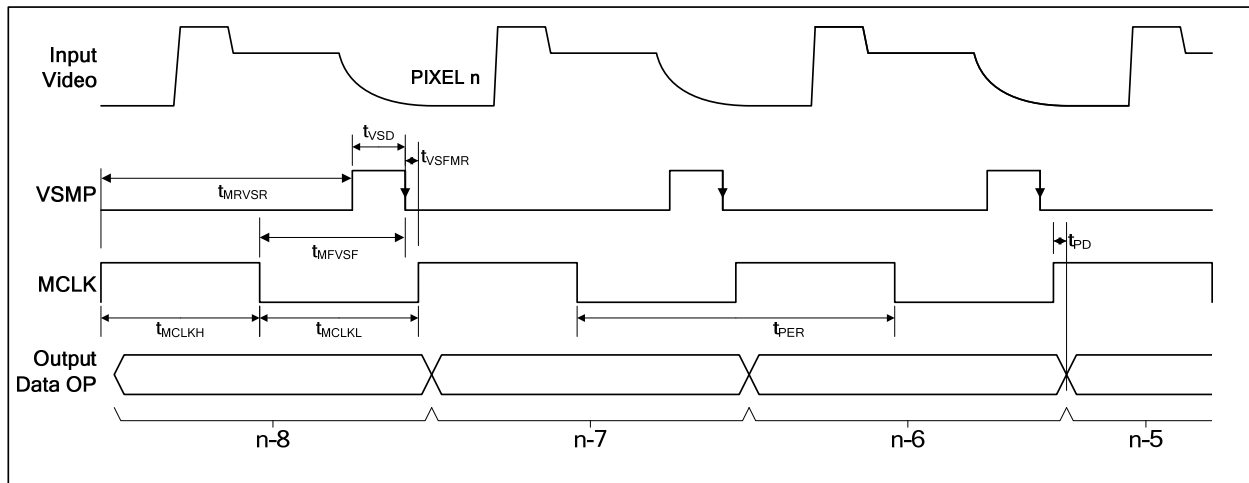 Input
Video
PIXEL n
tVSD
tVSFMR
VSMP
tMRVSR
tMFVSF
tPD
MCLK
tMCLKH
tMCLKL
tPER
Output
Data OP
n-8
n-7
n-6
n-5